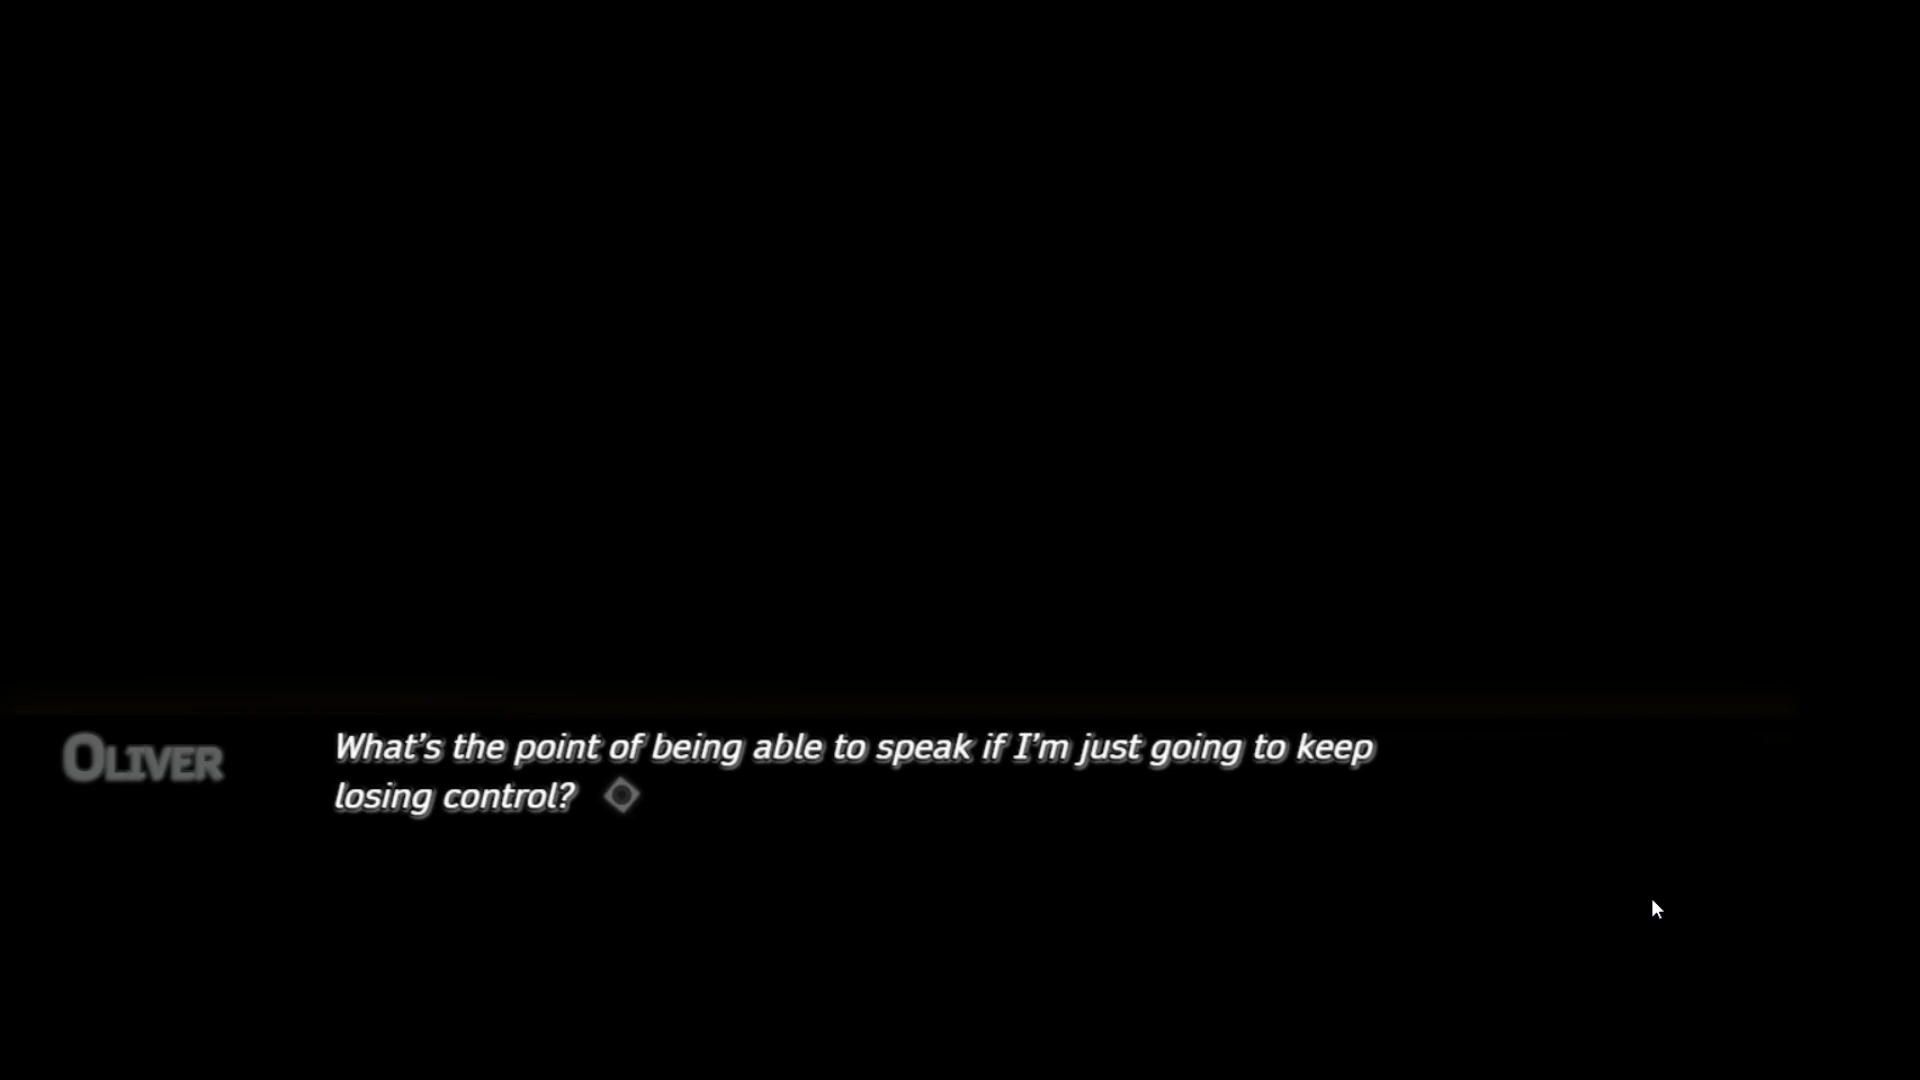 OLIVER
What's the point of being able to speak if I'm just going to keep
losing control?